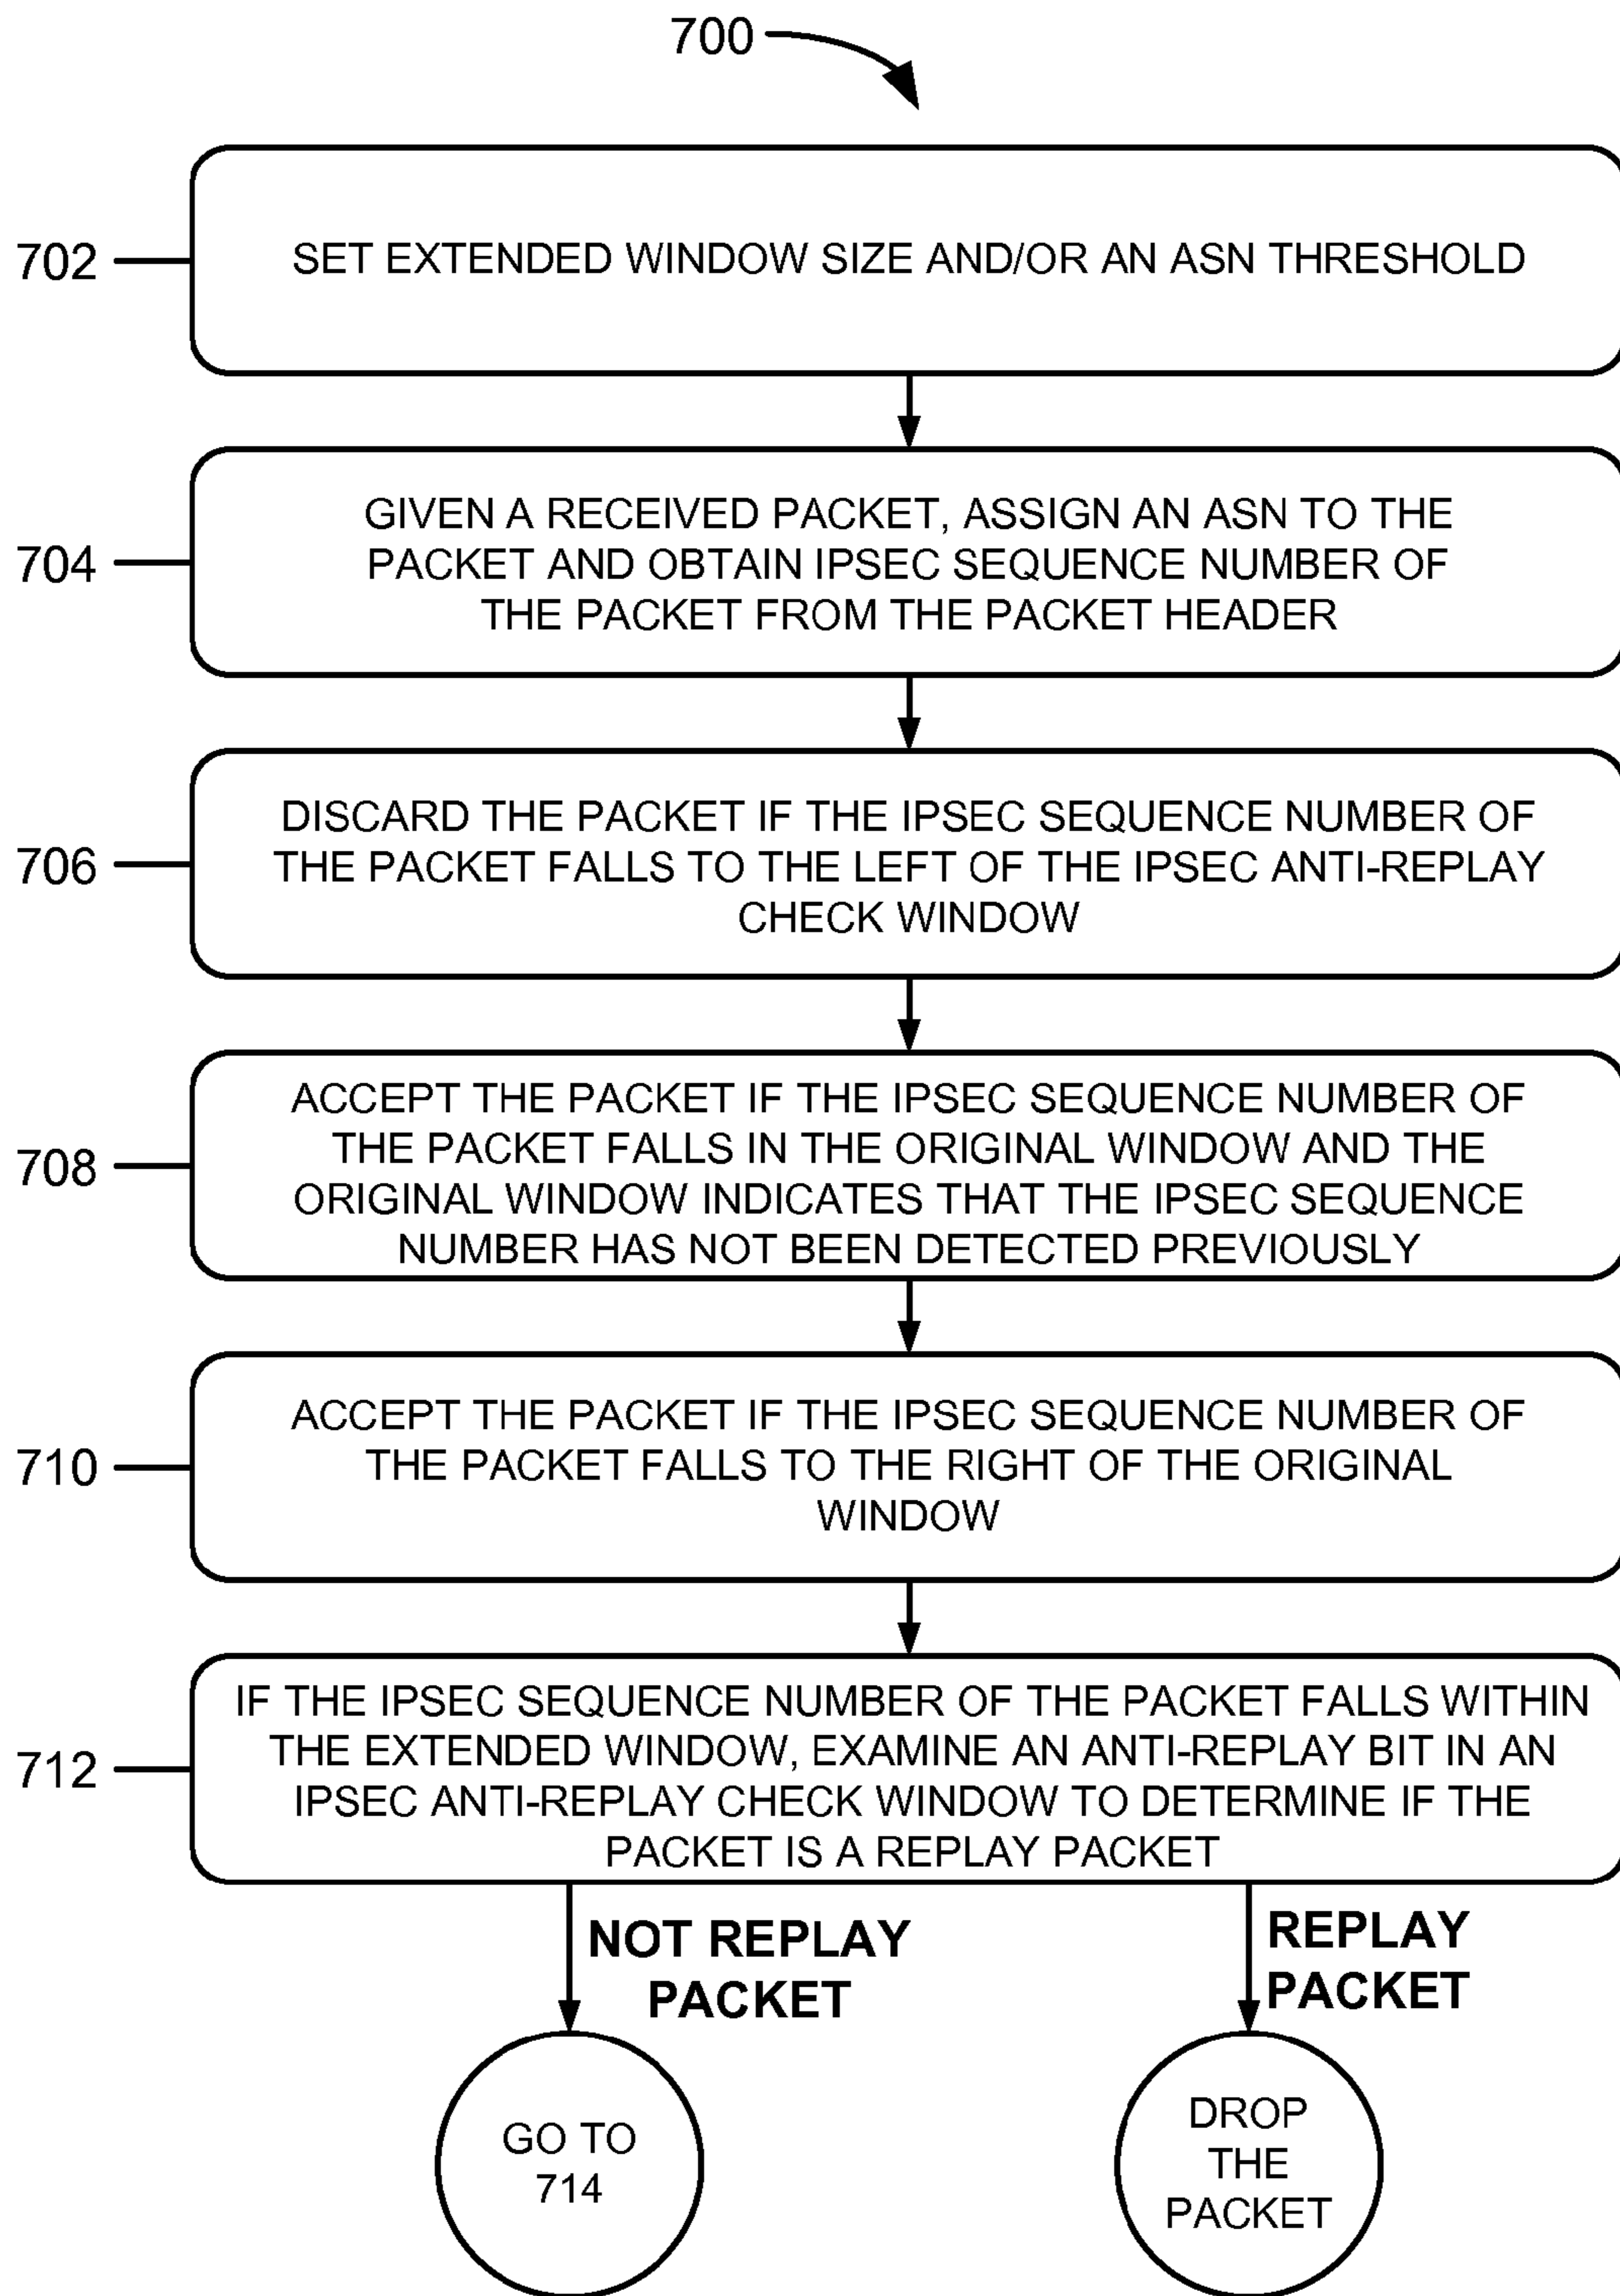 700
702
SET EXTENDED WINDOW SIZE AND/OR AN ASN THRESHOLD
704
GIVEN A RECEIVED PACKET, ASSIGN AN ASN TO THE
PACKET AND OBTAIN IPSEC SEQUENCE NUMBER OF
THE PACKET FROM THE PACKET HEADER
706
DISCARD THE PACKET IF THE IPSEC SEQUENCE NUMBER OF
THE PACKET FALLS TO THE LEFT OF THE IPSEC ANTI-REPLAY
CHECK WINDOW
708
ACCEPT THE PACKET IF THE IPSEC SEQUENCE NUMBER OF
THE PACKET FALLS IN THE ORIGINAL WINDOW AND THE
ORIGINAL WINDOW INDICATES THAT THE IPSEC SEQUENCE
NUMBER HAS NOT BEEN DETECTED PREVIOUSLY
710
ACCEPT THE PACKET IF THE IPSEC SEQUENCE NUMBER OF
THE PACKET FALLS TO THE RIGHT OF THE ORIGINAL
WINDOW
712
IF THE IPSEC SEQUENCE NUMBER OF THE PACKET FALLS WITHIN
THE EXTENDED WINDOW, EXAMINE AN ANTI-REPLAY BIT IN AN
IPSEC ANTI-REPLAY CHECK WINDOW TO DETERMINE IF THE
PACKET IS A REPLAY PACKET
NOT REPLAY
PACKET
REPLAY
PACKET
GO TO
714
DROP
THE
PACKET